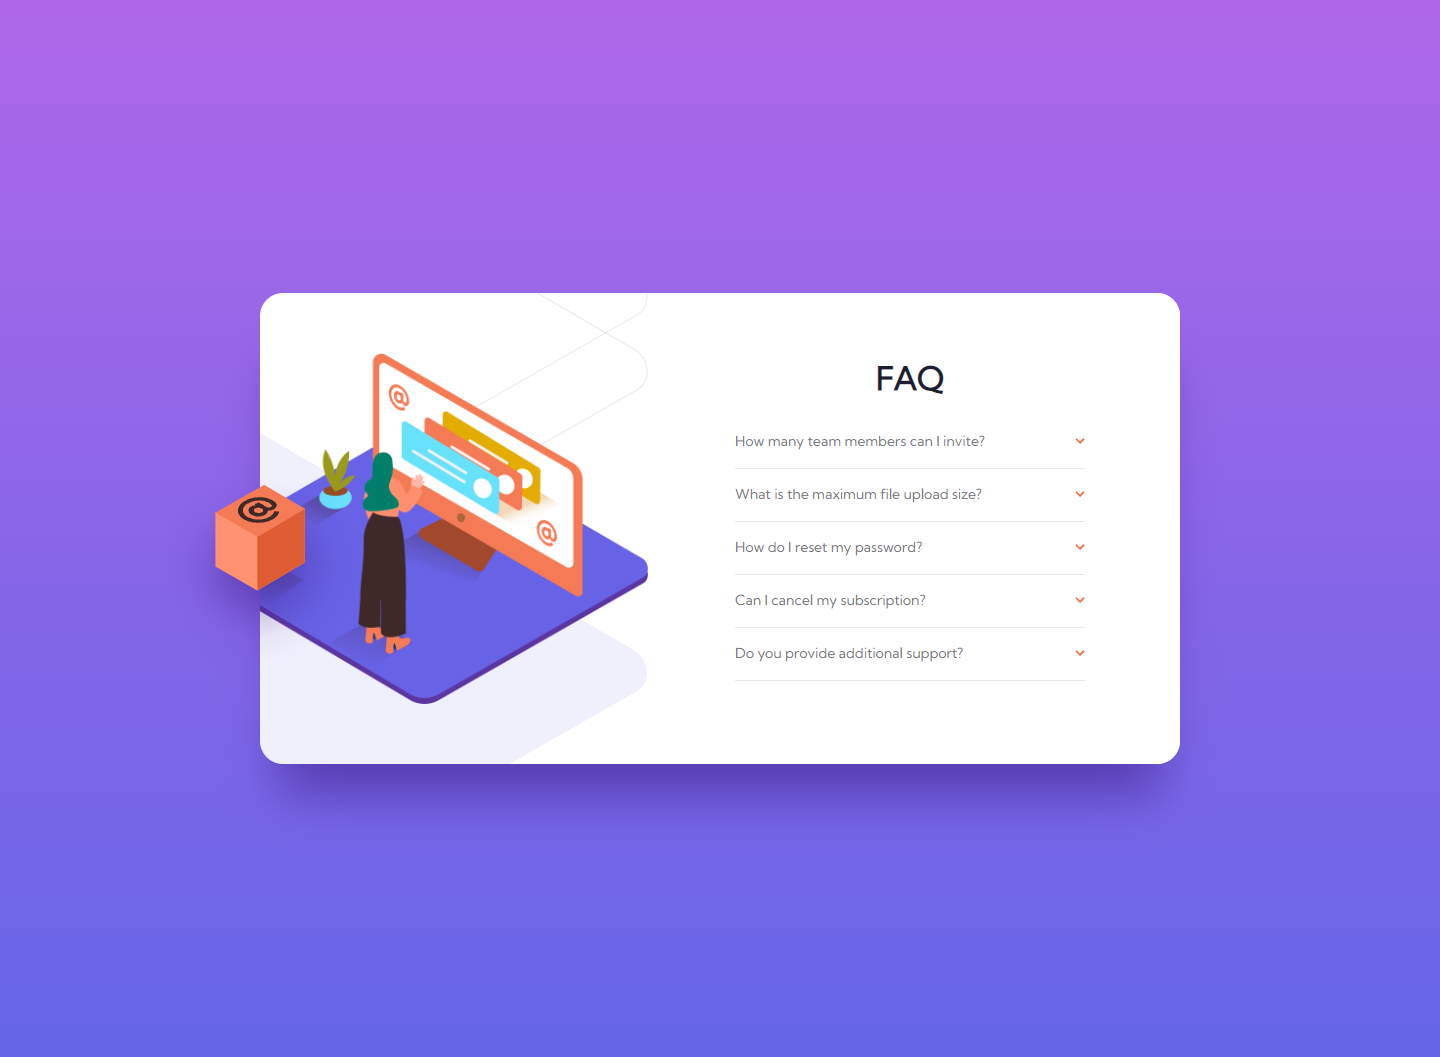 @
@
@
FAQ
How many team members can I invite?
What is the maximum file upload size?
How do I reset my password?
Can I cancel my subscription?
Do you provide additional support?